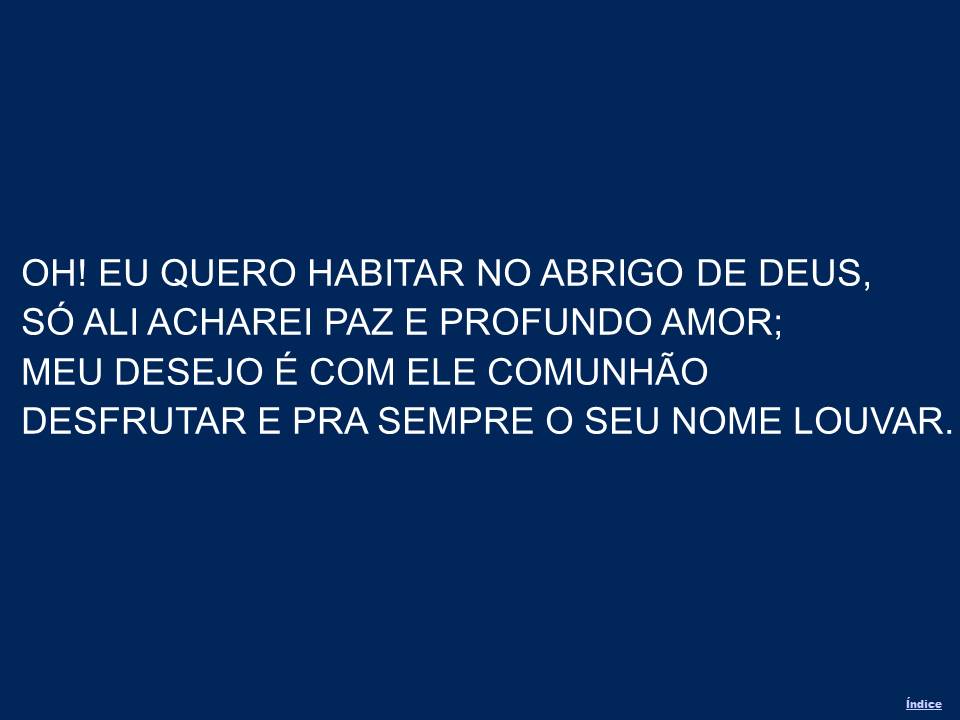 OH! EU QUERO HABITAR NO ABRIGO DE DEUS,
SÓ ALI ACHAREI PAZ E PROFUNDO AMOR;
MEU DESEJO É COM ELE COMUNHÃO
DESFRUTAR E PRA SEMPRE O SEU NOME LOUVAR.
Índice